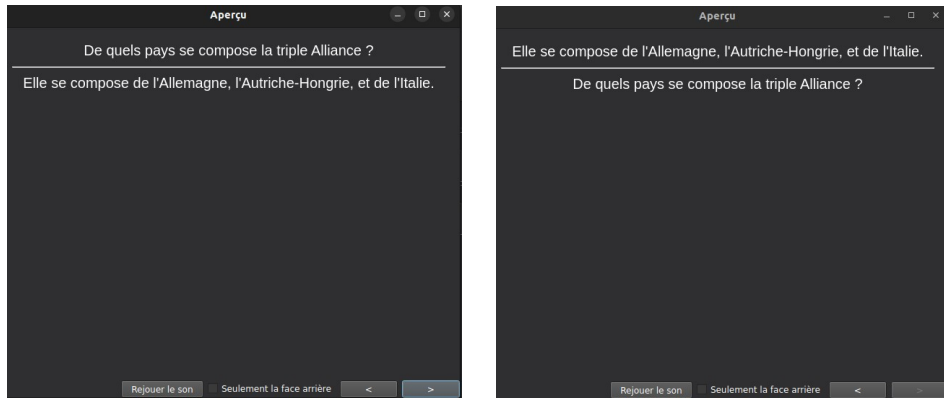 Aperçu
De quels pays se compose la triple Alliance ?
Elle se compose de l'Allemagne, l'Autriche-Hongrie, et de l'Italie.
Rejouer le son Seulement la face arrière < >
Aperçu
Elle se compose de l'Allemagne, l'Autriche-Hongrie, et de l'Italie.
De quels pays se compose la triple Alliance ?
Rejouer le son Seulement la face arrière < >